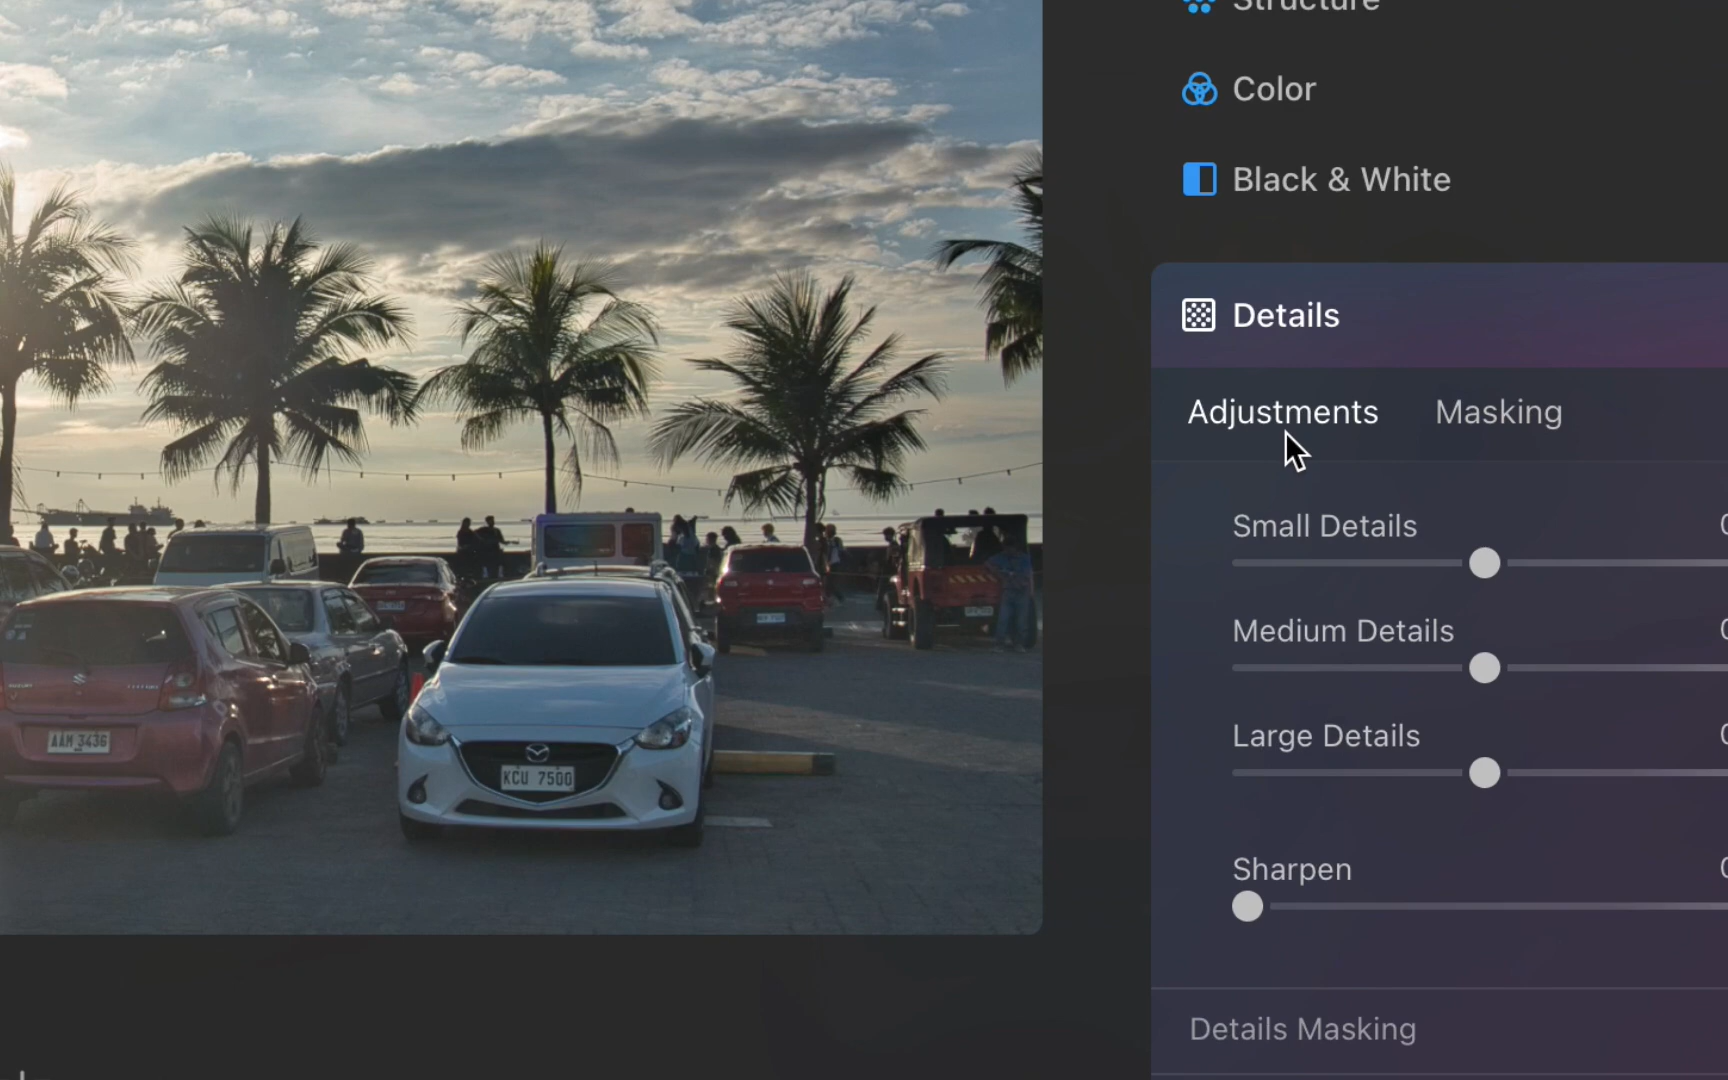 Structure
Color
Black & White
Details
Adjustments Masking
Small Details
Medium Details
Large Details
Sharpen
Details Masking
AAM 3436
KCU 7500